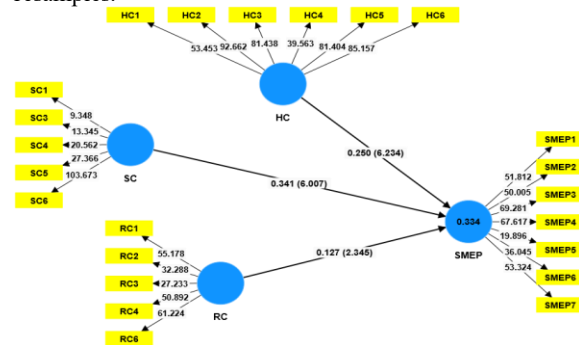 resamples.
HC1 HC2 HC3 HC4 HC5 HC6
53.453 92.662 81.438 39.563 81.404 85.157
HC
SC1
SC3
SC4
SC5
SC6
9.348
13.345
20.562
27.366
103.673
SC
0.250 (6.234)
0.341 (6.007)
0.127 (2.345)
RC1
RC2
RC3
RC4
RC6
55.178
32.288
27.233
50.892
61.224
RC
0.334
SMEP
51.812
50.005
69.281
67.617
19.896
36.045
53.324
SMEP1
SMEP2
SMEP3
SMEP4
SMEP5
SMEP6
SMEP7